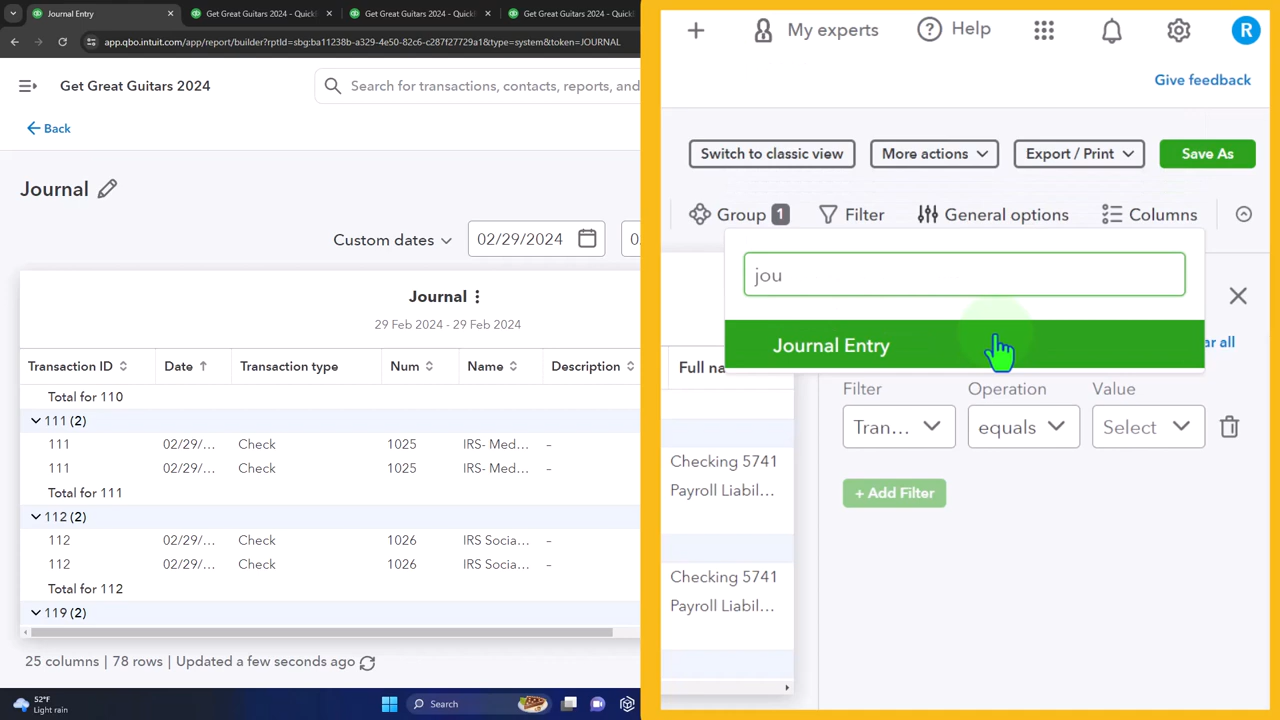 Journal Entry
Get Great Guitars 2024 - Quick
Get Great Guitars 2024 - QuickB
Get Great Guitars 2024 - QuickB
app.qbo.intuit.com/app/report/builder?rptId=sbg:ba11238b-a329-4e50-82c6-c287f27729a1&type=system&token=JOURNAL
Get Great Guitars 2024
Search for transactions, contacts, reports, and
Back
Journal
Custom dates
02/29/2024
0
Journal
29 Feb 2024 - 29 Feb 2024
Transaction ID Date Transaction type Num Name Description
Total for 110
111 (2)
111 02/29/... Check 1025 IRS- Med... –
111 02/29/... Check 1025 IRS- Med... –
Total for 111
112 (2)
112 02/29/... Check 1026 IRS Socia... –
112 02/29/... Check 1026 IRS Socia... –
Total for 112
119 (2)
25 columns | 78 rows | Updated a few seconds ago
52°F
Light rain
Search
My experts
? Help
R
Give feedback
Switch to classic view
More actions
Export / Print
Save As
Group 1
Filter
General options
Columns
jou
Journal Entry
ar all
Full na
Filter Operation Value
Tran... equals Select
+ Add Filter
Checking 5741
Payroll Liabil...
Checking 5741
Payroll Liabil...